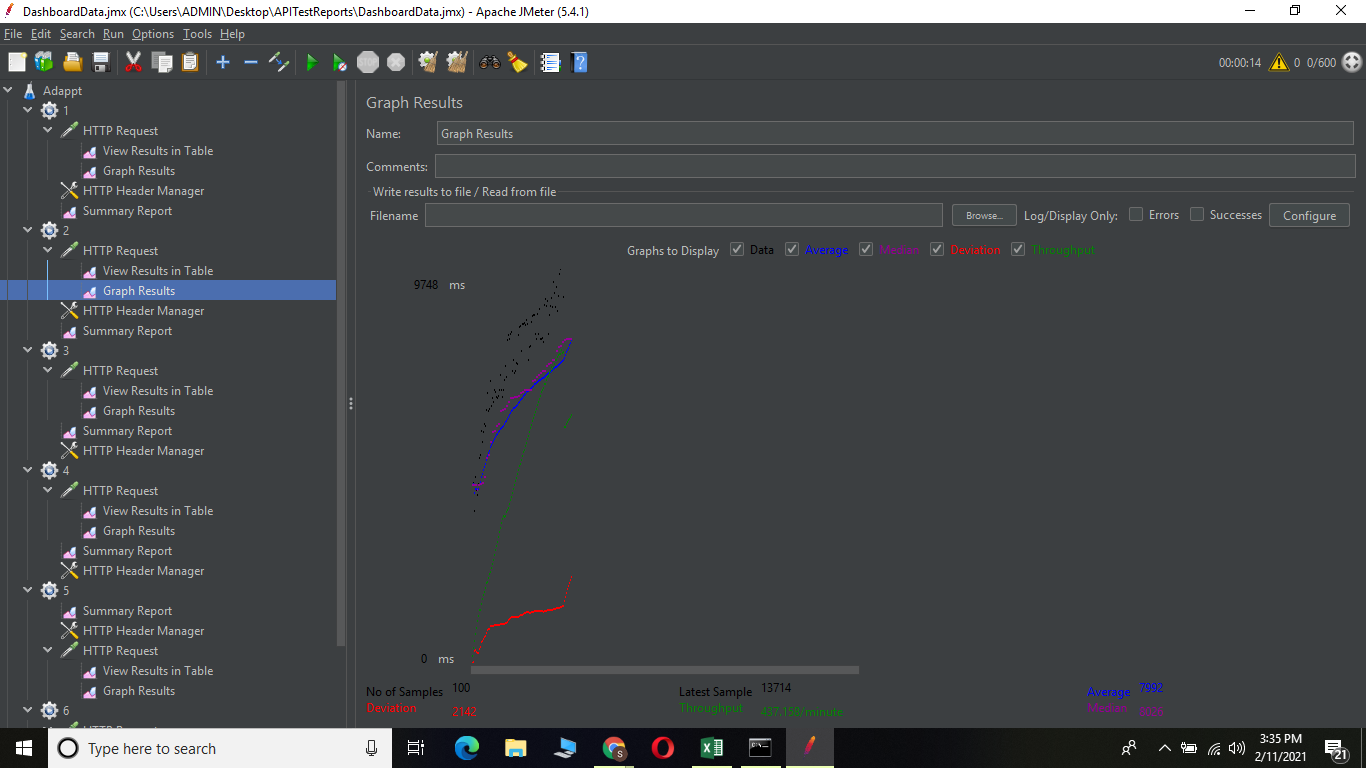 DashboardData.jmx (C:\Users\ADMIN\Desktop\APITestReports\DashboardData.jmx) - Apache JMeter (5.4.1)
File Edit Search Run Options Tools Help
00:00:14 0 0/600
Adappt
1
HTTP Request
View Results in Table
Graph Results
HTTP Header Manager
Summary Report
2
HTTP Request
View Results in Table
Graph Results
HTTP Header Manager
Summary Report
3
HTTP Request
View Results in Table
Graph Results
Summary Report
HTTP Header Manager
4
HTTP Request
View Results in Table
Graph Results
Summary Report
HTTP Header Manager
5
Summary Report
HTTP Header Manager
HTTP Request
View Results in Table
Graph Results
6
Graph Results
Name: Graph Results
Comments:
Write results to file / Read from file
Filename Browse... Log/Display Only: Errors Successes Configure
Graphs to Display Data Average Median Deviation Throughput
9748 ms
0 ms
No of Samples 100 Latest Sample 13714 Average 7992
Deviation 2142 Throughput 437.158/minute Median
Type here to search
3:35 PM
2/11/2021
21